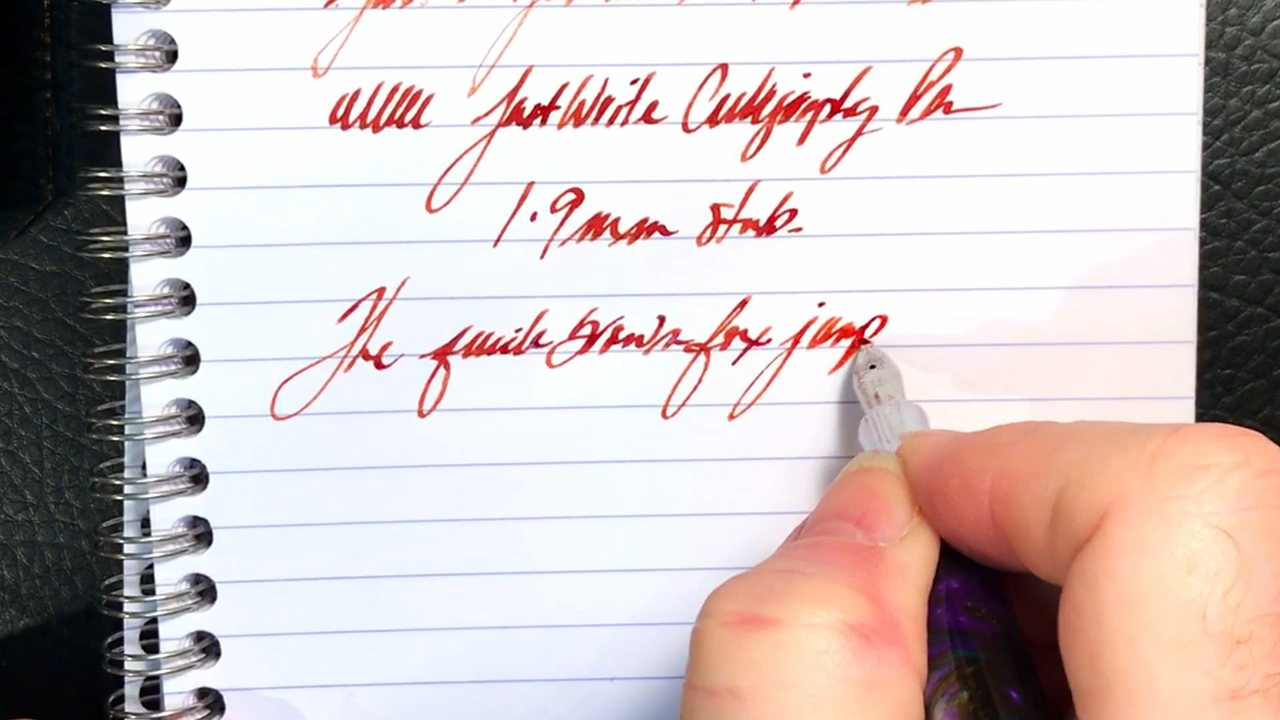 JustWrite Calligraphy Pen
1.9mm stub.
The quick brown fox jump